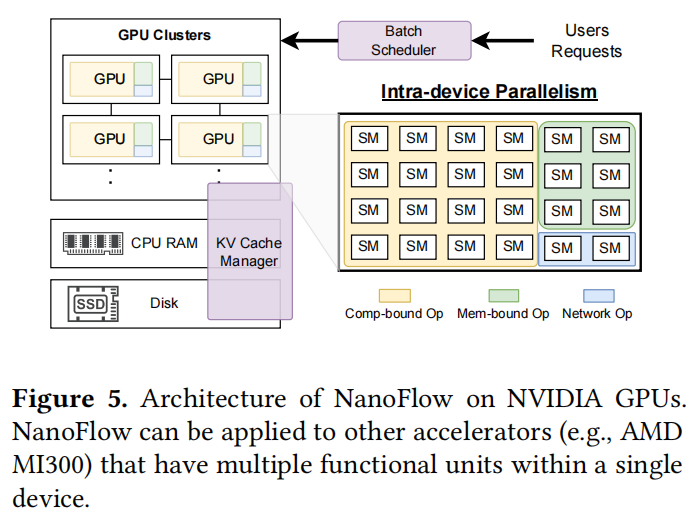 GPU Clusters
Batch
Scheduler
Users
Requests
GPU
GPU
GPU
GPU
Intra-device Parallelism
SM SM SM SM SM SM
SM SM SM SM SM SM
SM SM SM SM SM SM
SM SM SM SM SM SM
CPU RAM
KV Cache
Manager
SSD
Disk
Comp-bound Op
Mem-bound Op
Network Op
Figure 5. Architecture of NanoFlow on NVIDIA GPUs.
NanoFlow can be applied to other accelerators (e.g., AMD
MI300) that have multiple functional units within a single
device.